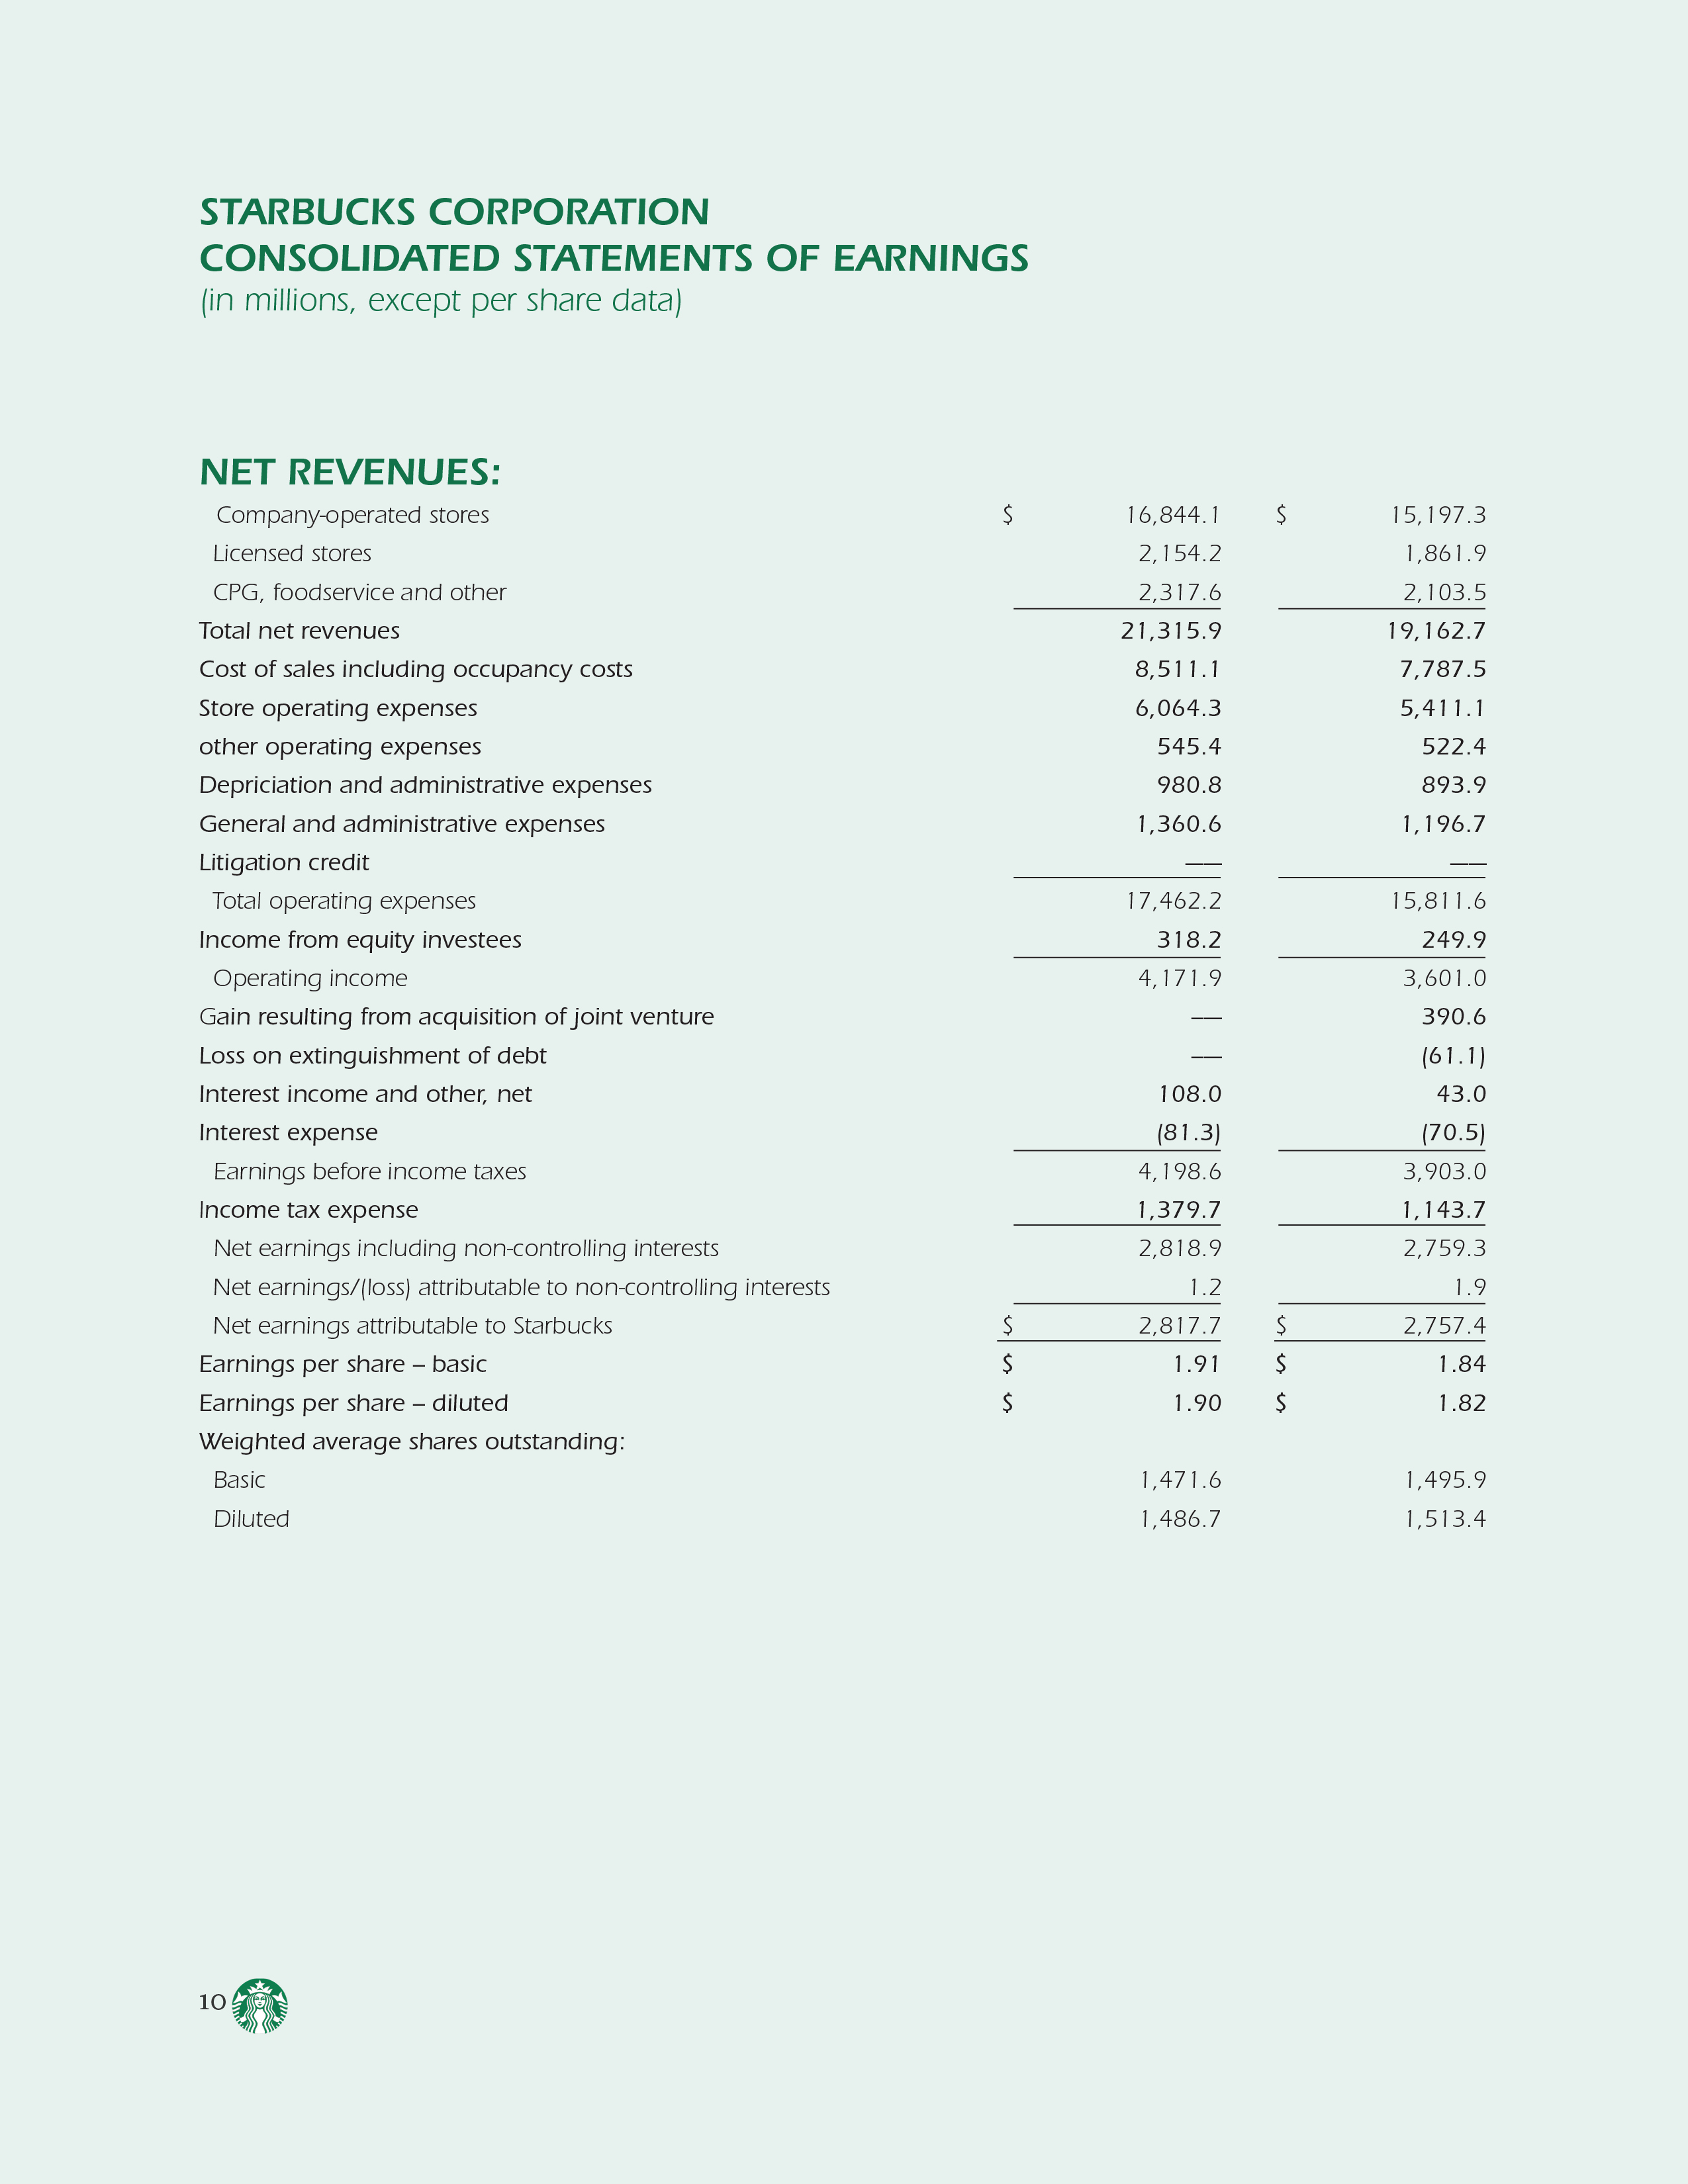 STARBUCKS CORPORATION
CONSOLIDATED STATEMENTS OF EARNINGS
(in millions, except per share data)
NET REVENUES:
Company-operated stores $ 16,844.1 $ 15,197.3
Licensed stores 2,154.2 1,861.9
CPG, foodservice and other 2,317.6 2,103.5
Total net revenues 21,315.9 19,162.7
Cost of sales including occupancy costs 8,511.1 7,787.5
Store operating expenses 6,064.3 5,411.1
other operating expenses 545.4 522.4
Depriciation and administrative expenses 980.8 893.9
General and administrative expenses 1,360.6 1,196.7
Litigation credit —— ——
Total operating expenses 17,462.2 15,811.6
Income from equity investees 318.2 249.9
Operating income 4,171.9 3,601.0
Gain resulting from acquisition of joint venture —— 390.6
Loss on extinguishment of debt —— (61.1)
Interest income and other, net 108.0 43.0
Interest expense (81.3) (70.5)
Earnings before income taxes 4,198.6 3,903.0
Income tax expense 1,379.7 1,143.7
Net earnings including non-controlling interests 2,818.9 2,759.3
Net earnings/(loss) attributable to non-controlling interests 1.2 1.9
Net earnings attributable to Starbucks $ 2,817.7 $ 2,757.4
Earnings per share – basic $ 1.91 $ 1.84
Earnings per share – diluted $ 1.90 $ 1.82
Weighted average shares outstanding:
Basic 1,471.6 1,495.9
Diluted 1,486.7 1,513.4
10